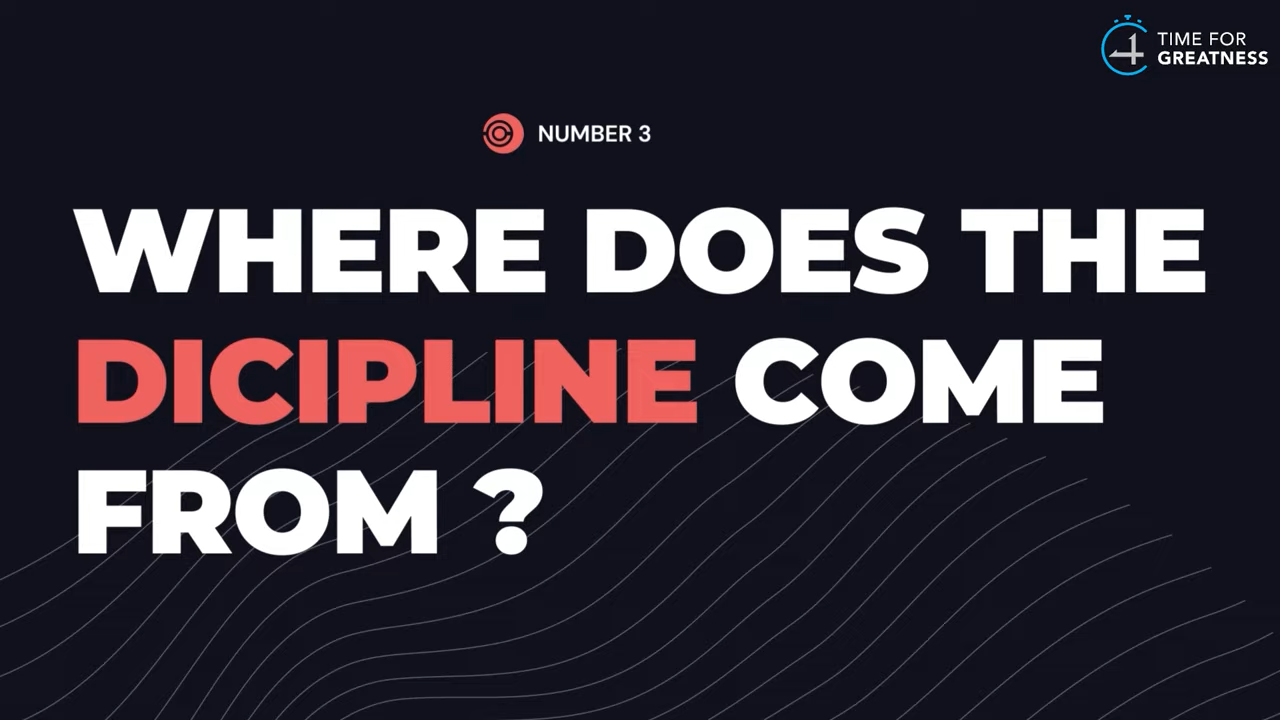 TIME FOR
GREATNESS
NUMBER 3
WHERE DOES THE
DICIPLINE COME
FROM ?